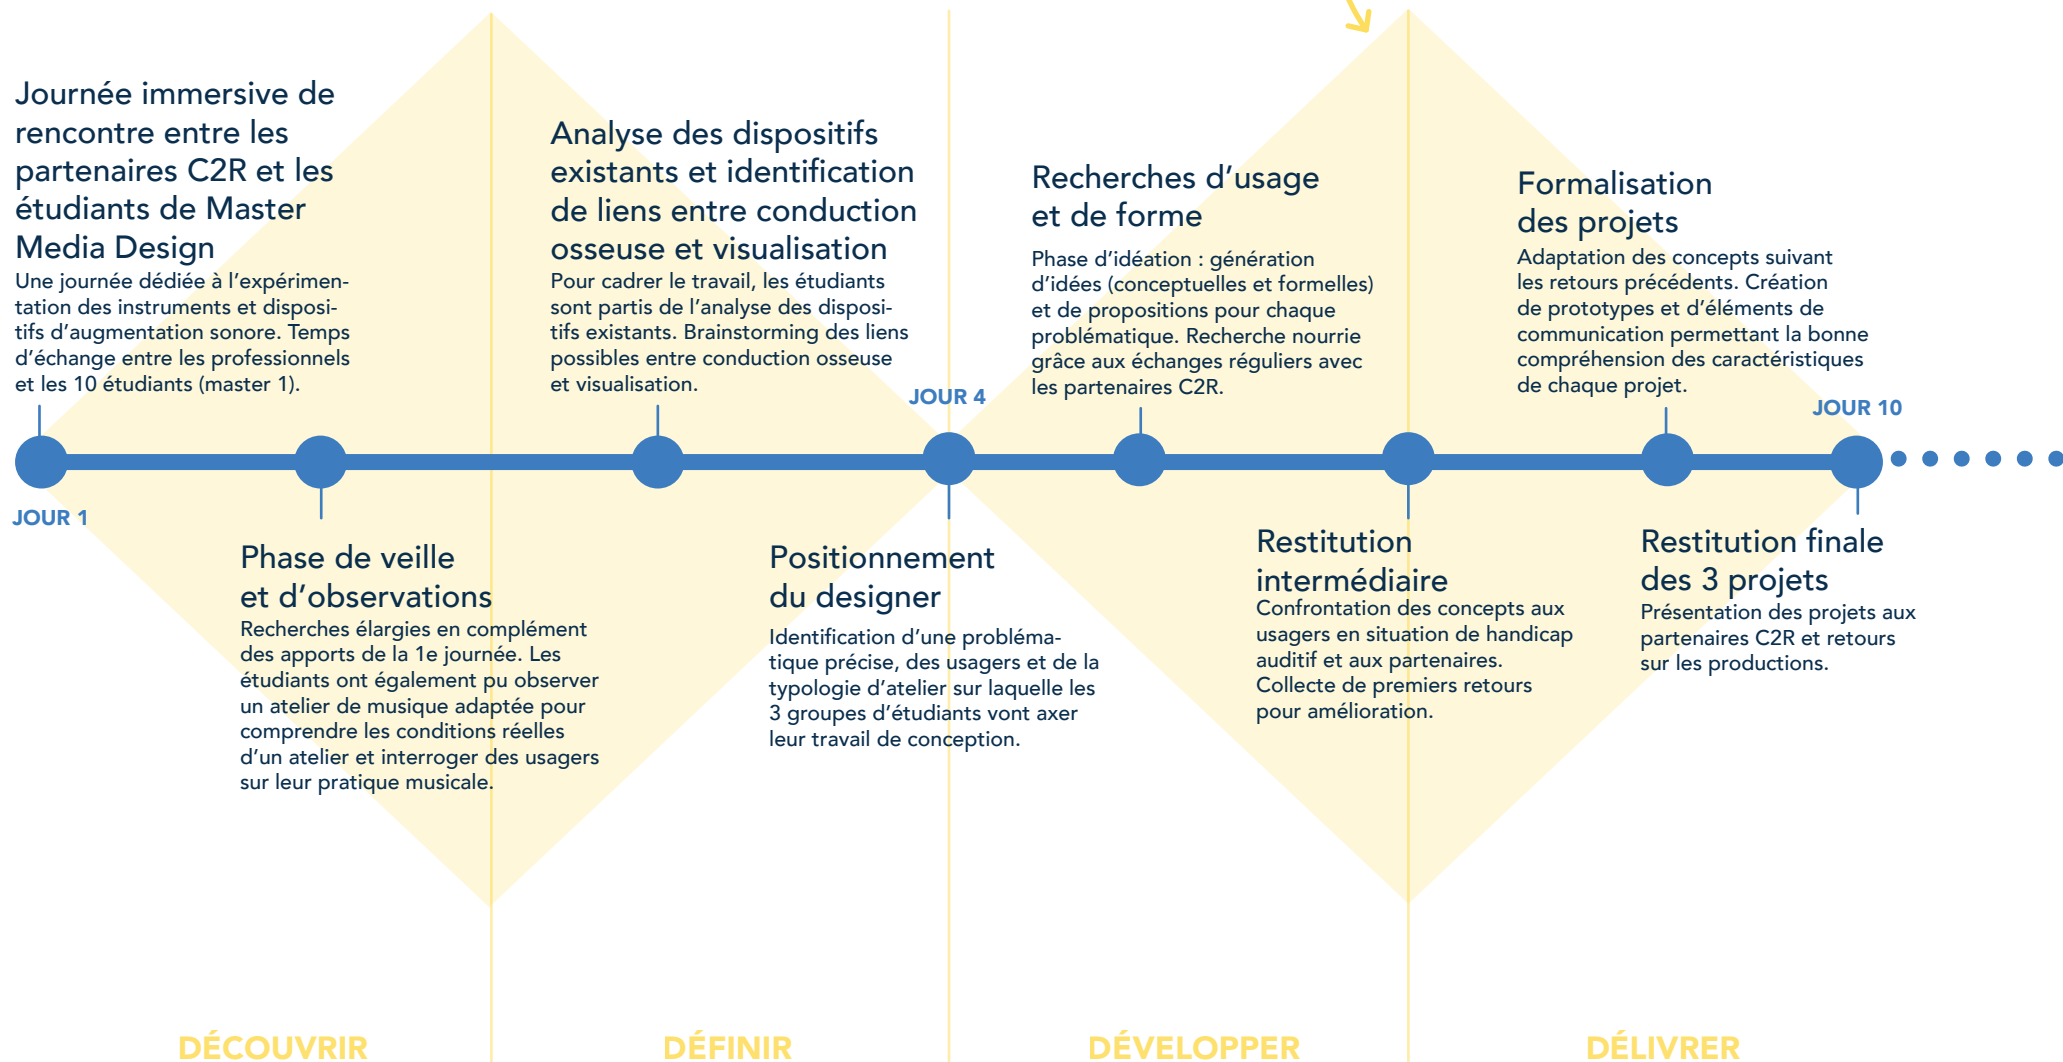 Journée immersive de
rencontre entre les
partenaires C2R et les
étudiants de Master
Media Design
Une journée dédiée à l’expérimen-
tation des instruments et disposi-
tifs d’augmentation sonore. Temps
d’échange entre les professionnels
et les 10 étudiants (master 1).
JOUR 1
Phase de veille
et d’observations
Recherches élargies en complément
des apports de la 1e journée. Les
étudiants ont également pu observer
un atelier de musique adaptée pour
comprendre les conditions réelles
d’un atelier et interroger des usagers
sur leur pratique musicale.
Analyse des dispositifs
existants et identification
de liens entre conduction
osseuse et visualisation
Pour cadrer le travail, les étudiants
sont partis de l’analyse des disposi-
tifs existants. Brainstorming des liens
possibles entre conduction osseuse
et visualisation.
JOUR 4
Positionnement
du designer
Identification d’une probléma-
tique précise, des usagers et de la
typologie d’atelier sur laquelle les
3 groupes d’étudiants vont axer
leur travail de conception.
Recherches d’usage
et de forme
Phase d’idéation : génération
d’idées (conceptuelles et formelles)
et de propositions pour chaque
problématique. Recherche nourrie
grâce aux échanges réguliers avec
les partenaires C2R.
Restitution
intermédiaire
Confrontation des concepts aux
usagers en situation de handicap
auditif et aux partenaires.
Collecte de premiers retours
pour amélioration.
Formalisation
des projets
Adaptation des concepts suivant
les retours précédents. Création
de prototypes et d’éléments de
communication permettant la bonne
compréhension des caractéristiques
de chaque projet.
JOUR 10
Restitution finale
des 3 projets
Présentation des projets aux
partenaires C2R et retours
sur les productions.
DÉCOUVRIR
DÉFINIR
DÉVELOPPER
DÉLIVRER